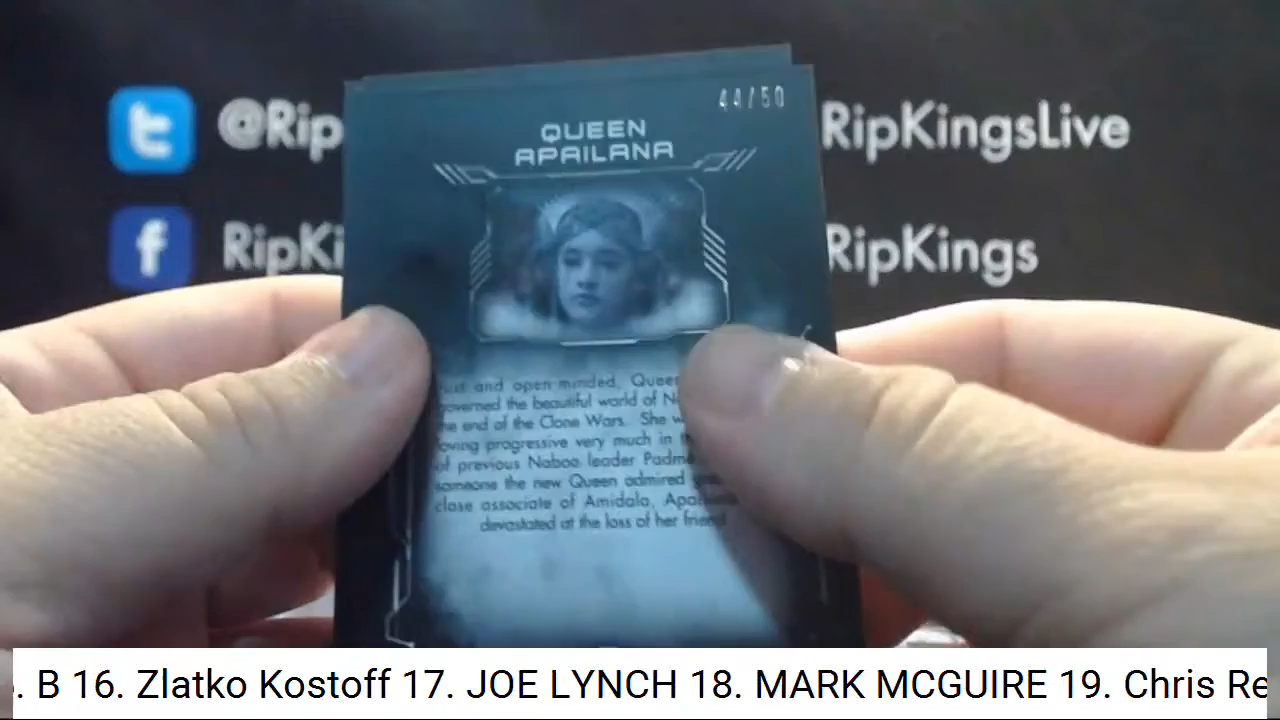 44/50
QUEEN
APAILANA
@Rip
RipKingsLive
RipKi
RipKings
and open-minded, Queen
governed the beautiful world of
the end of the Clone Wars. She
loving progressive very much in
of previous Naboo leader Padmé
someone the new Queen admired
close associate of Amidala,
devastated at the loss of her friend
. B 16. Zlatko Kostoff 17. JOE LYNCH 18. MARK MCGUIRE 19. Chris Re